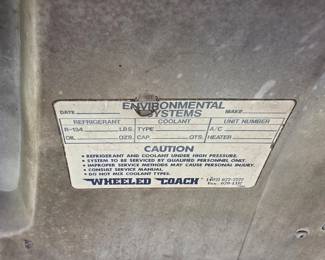 ENVIRONMENTAL
DATE MAKE
SYSTEMS
REFRIGERANT COOLANT UNIT NUMBER
R-134 LBS. TYPE A/C
OIL OZS. CAP. QTS. HEATER
CAUTION
• REFRIGERANT AND COOLANT UNDER HIGH PRESSURE.
• SYSTEM TO BE SERVICED BY QUALIFIED PERSONNEL ONLY.
• IMPROPER SERVICE METHODS MAY CAUSE PERSONAL INJURY.
• CONSULT SERVICE MANUAL.
• DO NOT MIX COOLANT TYPES.
WHEELED COACH